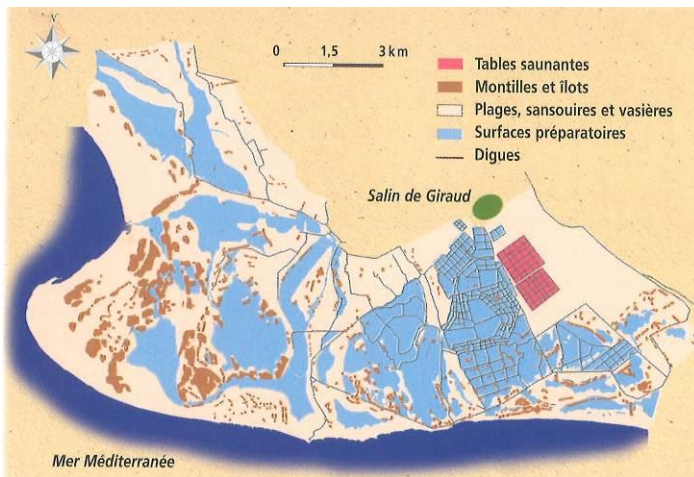 N
0 1,5 3 km
Tables saunantes
Montilles et îlots
Plages, sansouires et vasières
Surfaces préparatoires
Digues
Salin de Giraud
Mer Méditerranée